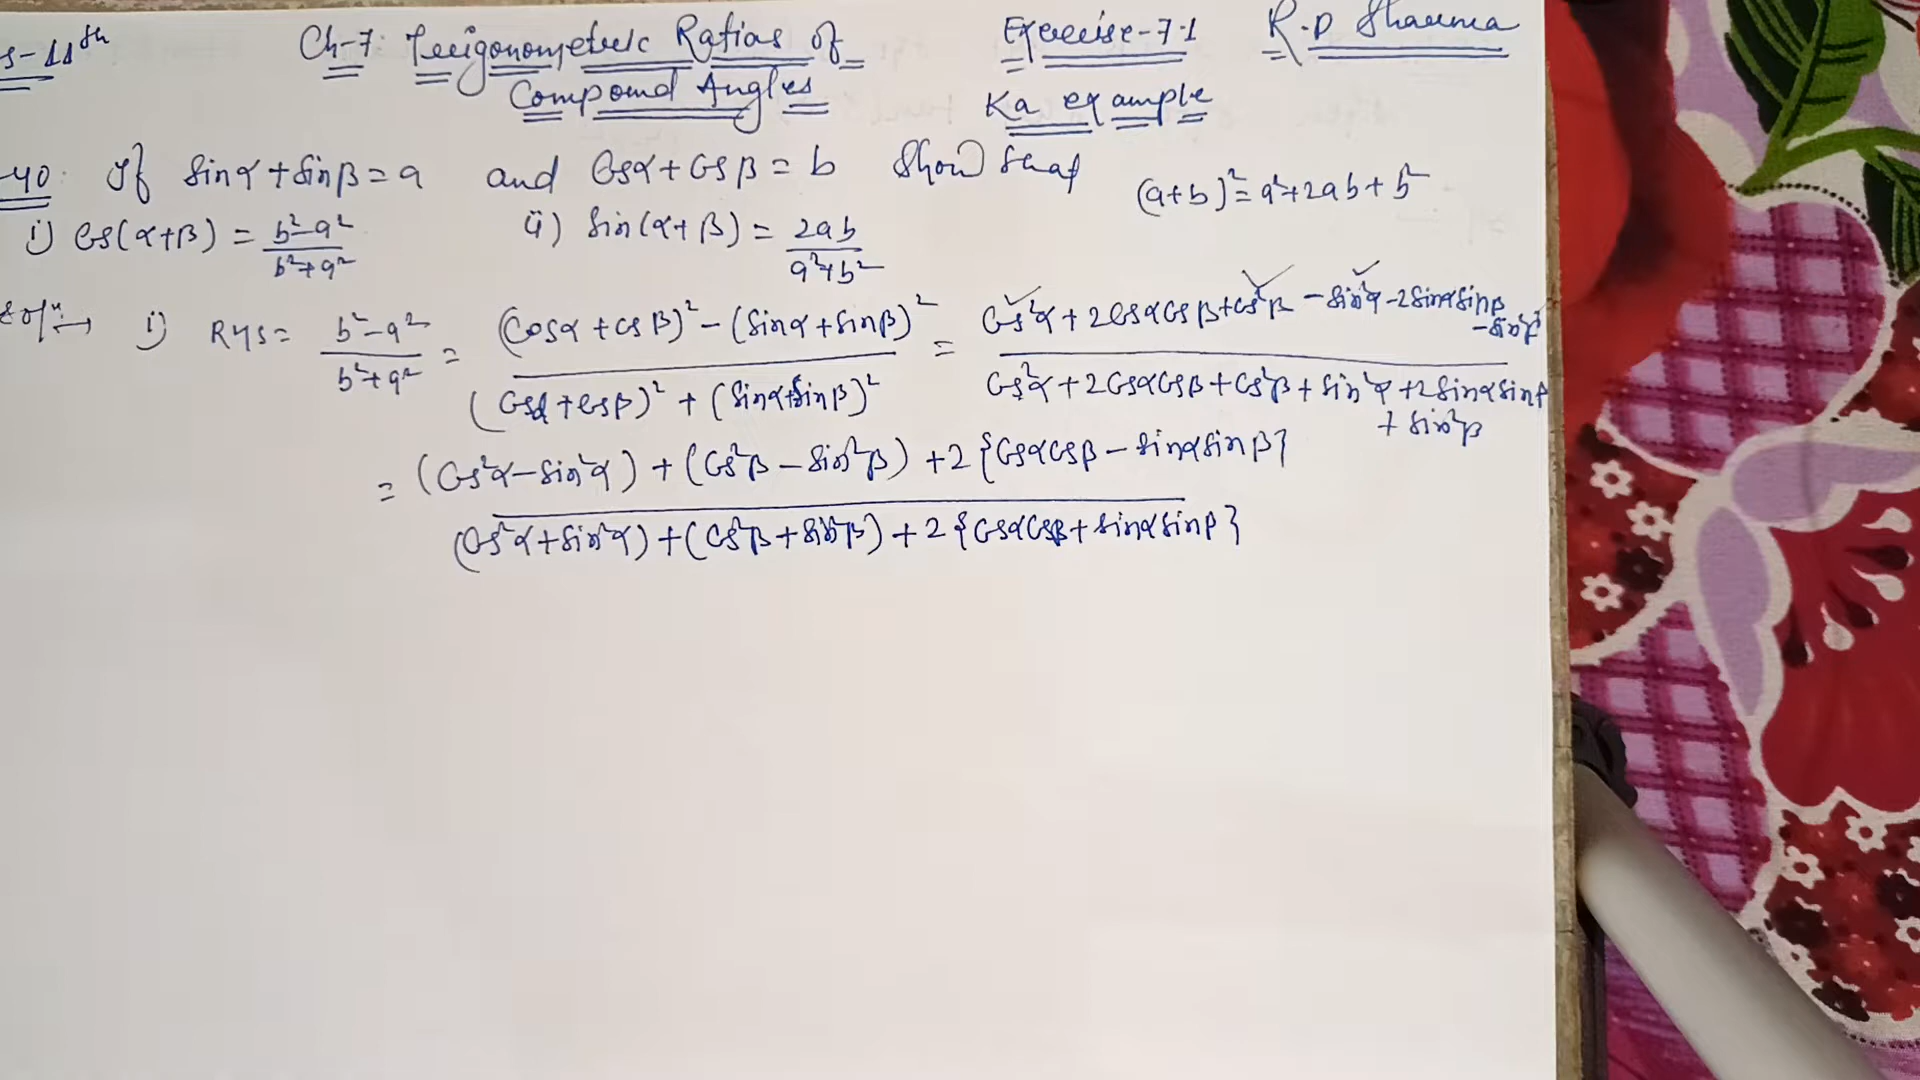 s-11th Ch-7: Trigonometric Ratios of Exercise-7.1 R.D Sharma
Compound Angles Ka example
-40. If Sinα + Sinβ = a and Cosα + Cosβ = b Show that (a+b)² = a²+2ab+b²
i) Cos(α+β) = (b²-a²)/(b²+a²) ii) Sin(α+β) = 2ab/(a²+b²)
Solⁿ→ i) RHS = (b²-a²)/(b²+a²) = ((Cosα + Cosβ)² - (Sinα + Sinβ)²)/((Cosα + Cosβ)² + (Sinα + Sinβ)²) = (Cos²α + 2CosαCosβ + Cos²β - Sin²α - 2SinαSinβ - Sin²β)/(Cos²α + 2CosαCosβ + Cos²β + Sin²α + 2SinαSinβ + Sin²β)
= ((Cos²α - Sin²α) + (Cos²β - Sin²β) + 2{CosαCosβ - SinαSinβ})/((Cos²α + Sin²α) + (Cos²β + Sin²β) + 2{CosαCosβ + SinαSinβ})